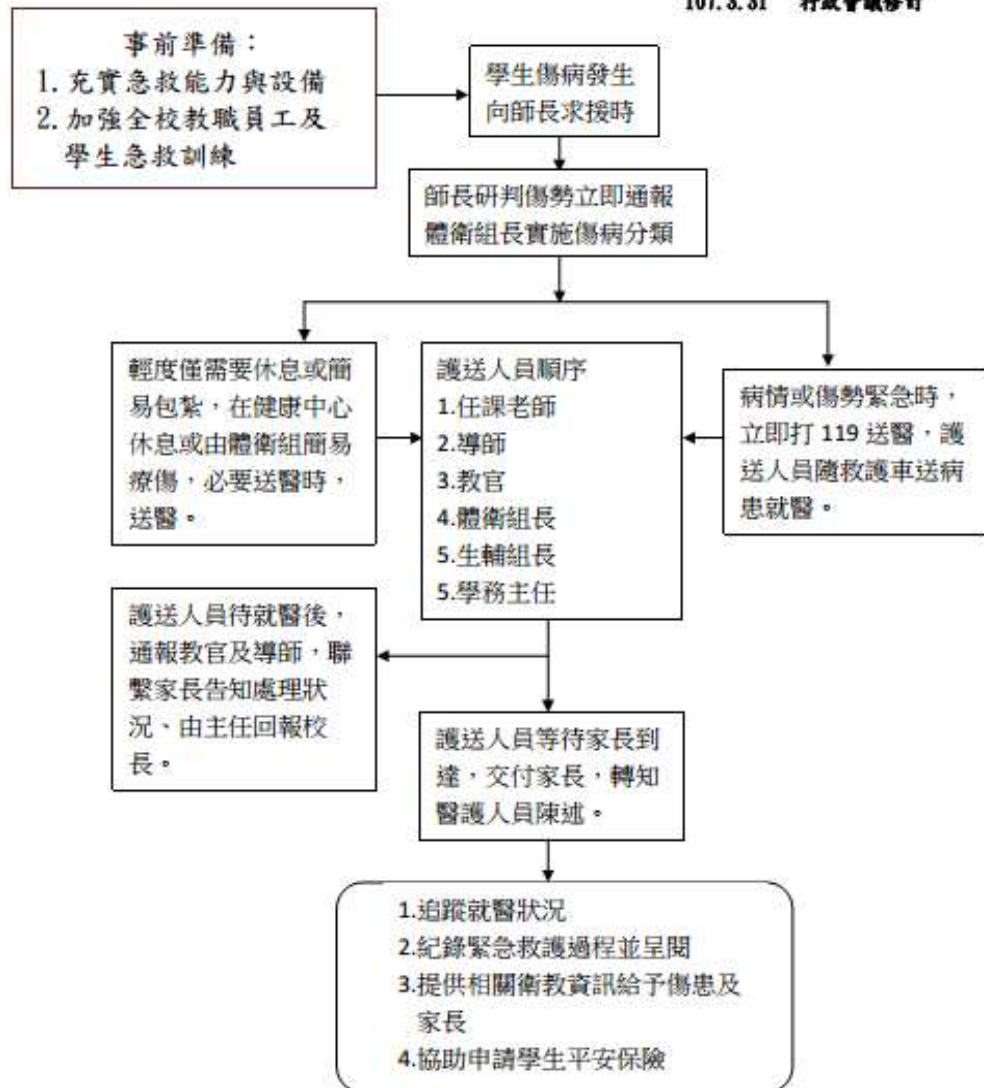 107.3.31 行政會議修訂
事前準備：
1.充實急救能力與設備
2.加強全校教職員工及
學生急救訓練
學生傷病發生
向師長求援時
師長研判傷勢立即通報
體衛組長實施傷病分類
輕度僅需要休息或簡
易包紮，在健康中心
休息或由體衛組簡易
療傷，必要送醫時，
送醫。
護送人員順序
1.任課老師
2.導師
3.教官
4.體衛組長
5.生輔組長
5.學務主任
病情或傷勢緊急時，
立即打 119 送醫，護
送人員隨救護車送病
患就醫。
護送人員待就醫後，
通報教官及導師，聯
繫家長告知處理狀
況、由主任回報校
長。
護送人員等待家長到
達，交付家長，轉知
醫護人員陳述。
1.追蹤就醫狀況
2.紀錄緊急救護過程並呈閱
3.提供相關衛教資訊給予傷患及
家長
4.協助申請學生平安保險